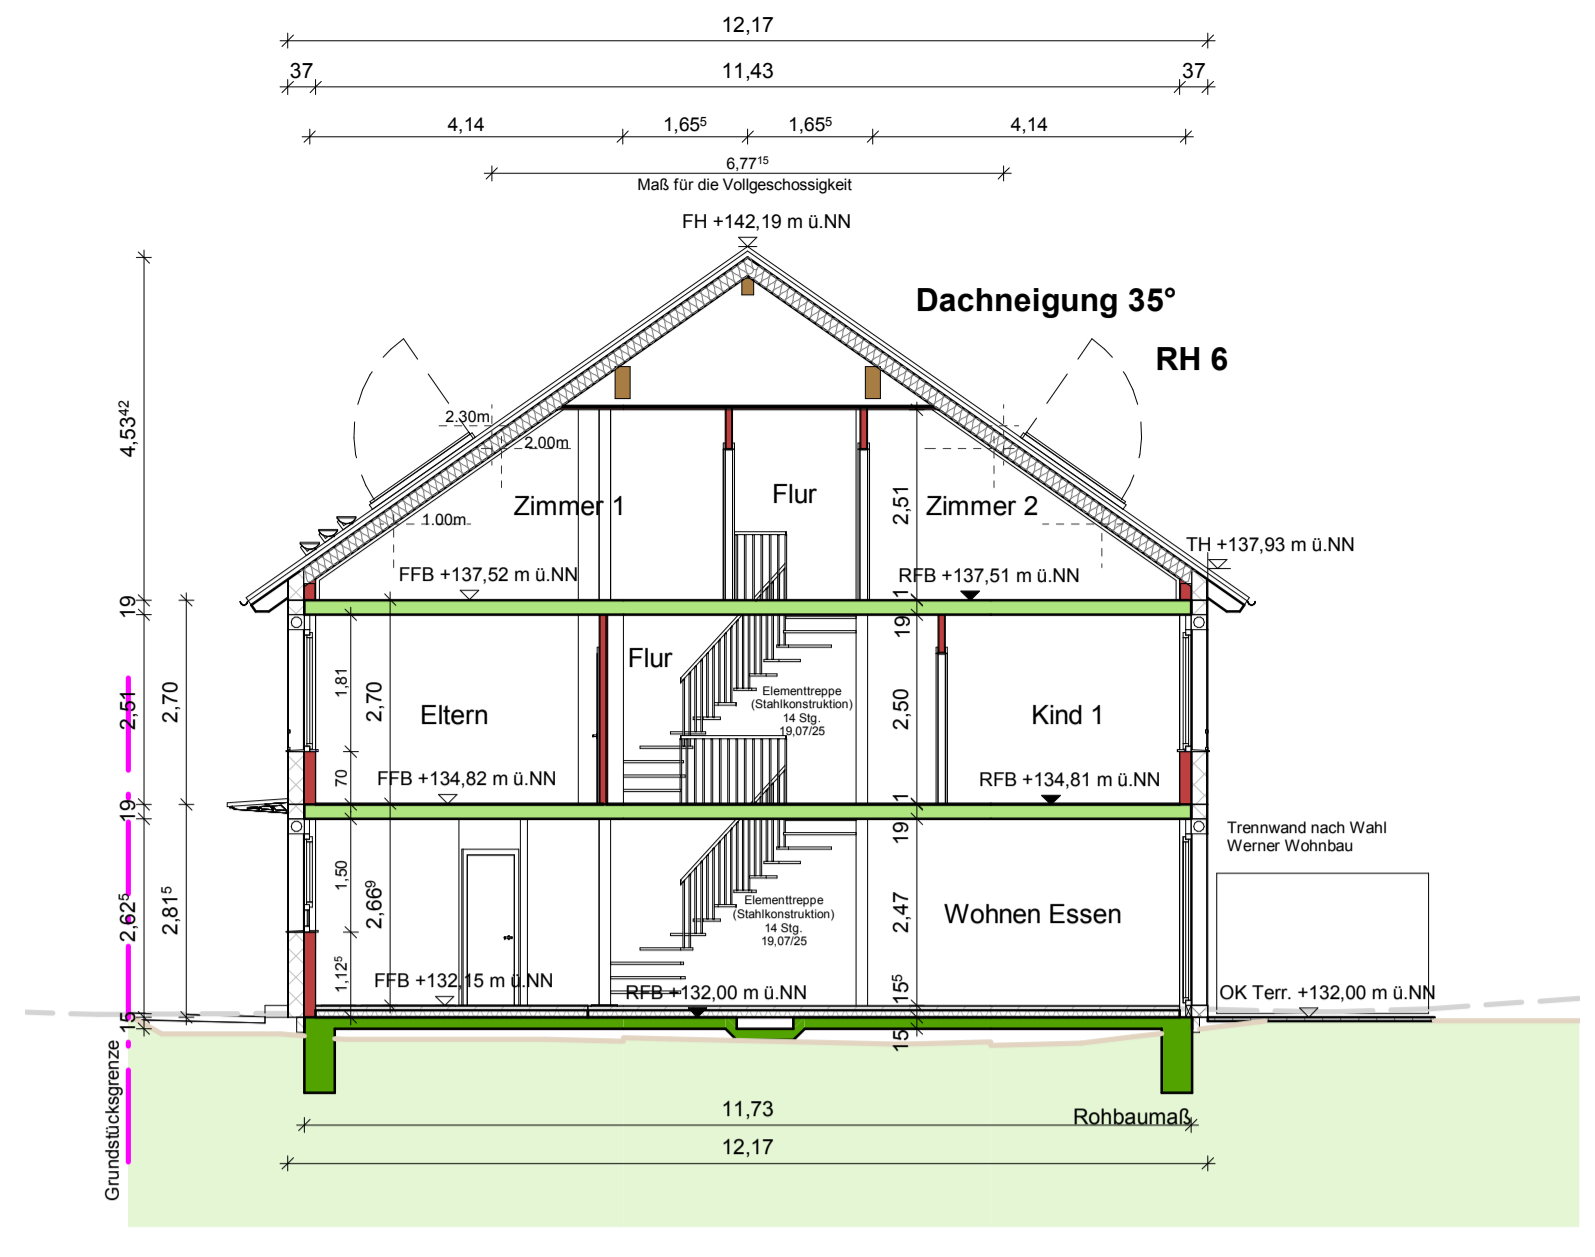 12,17
37
11,43
37
4,14
1,65⁵
1,65⁵
4,14
6,77¹⁵
Maß für die Vollgeschossigkeit
FH +142,19 m ü.NN
Dachneigung 35°
RH 6
4,53⁴²
2.30m
2.00m
1.00m
Zimmer 1
Flur
2,51
Zimmer 2
TH +137,93 m ü.NN
FFB +137,52 m ü.NN
RFB +137,51 m ü.NN
1
19
19
Flur
1,81
2,70
2,70
2,51
Eltern
Elementtreppe
(Stahlkonstruktion)
14 Stg.
19,07/25
2,50
Kind 1
70
FFB +134,82 m ü.NN
RFB +134,81 m ü.NN
1
19
19
Trennwand nach Wahl
Werner Wohnbau
1,50
2,66⁹
2,81⁵
2,62⁵
Elementtreppe
(Stahlkonstruktion)
14 Stg.
19,07/25
2,47
Wohnen Essen
1,12⁵
FFB +132,15 m ü.NN
RFB +132,00 m ü.NN
15⁵
OK Terr. +132,00 m ü.NN
15
15
Grundstücksgrenze
11,73
Rohbaumaß
12,17